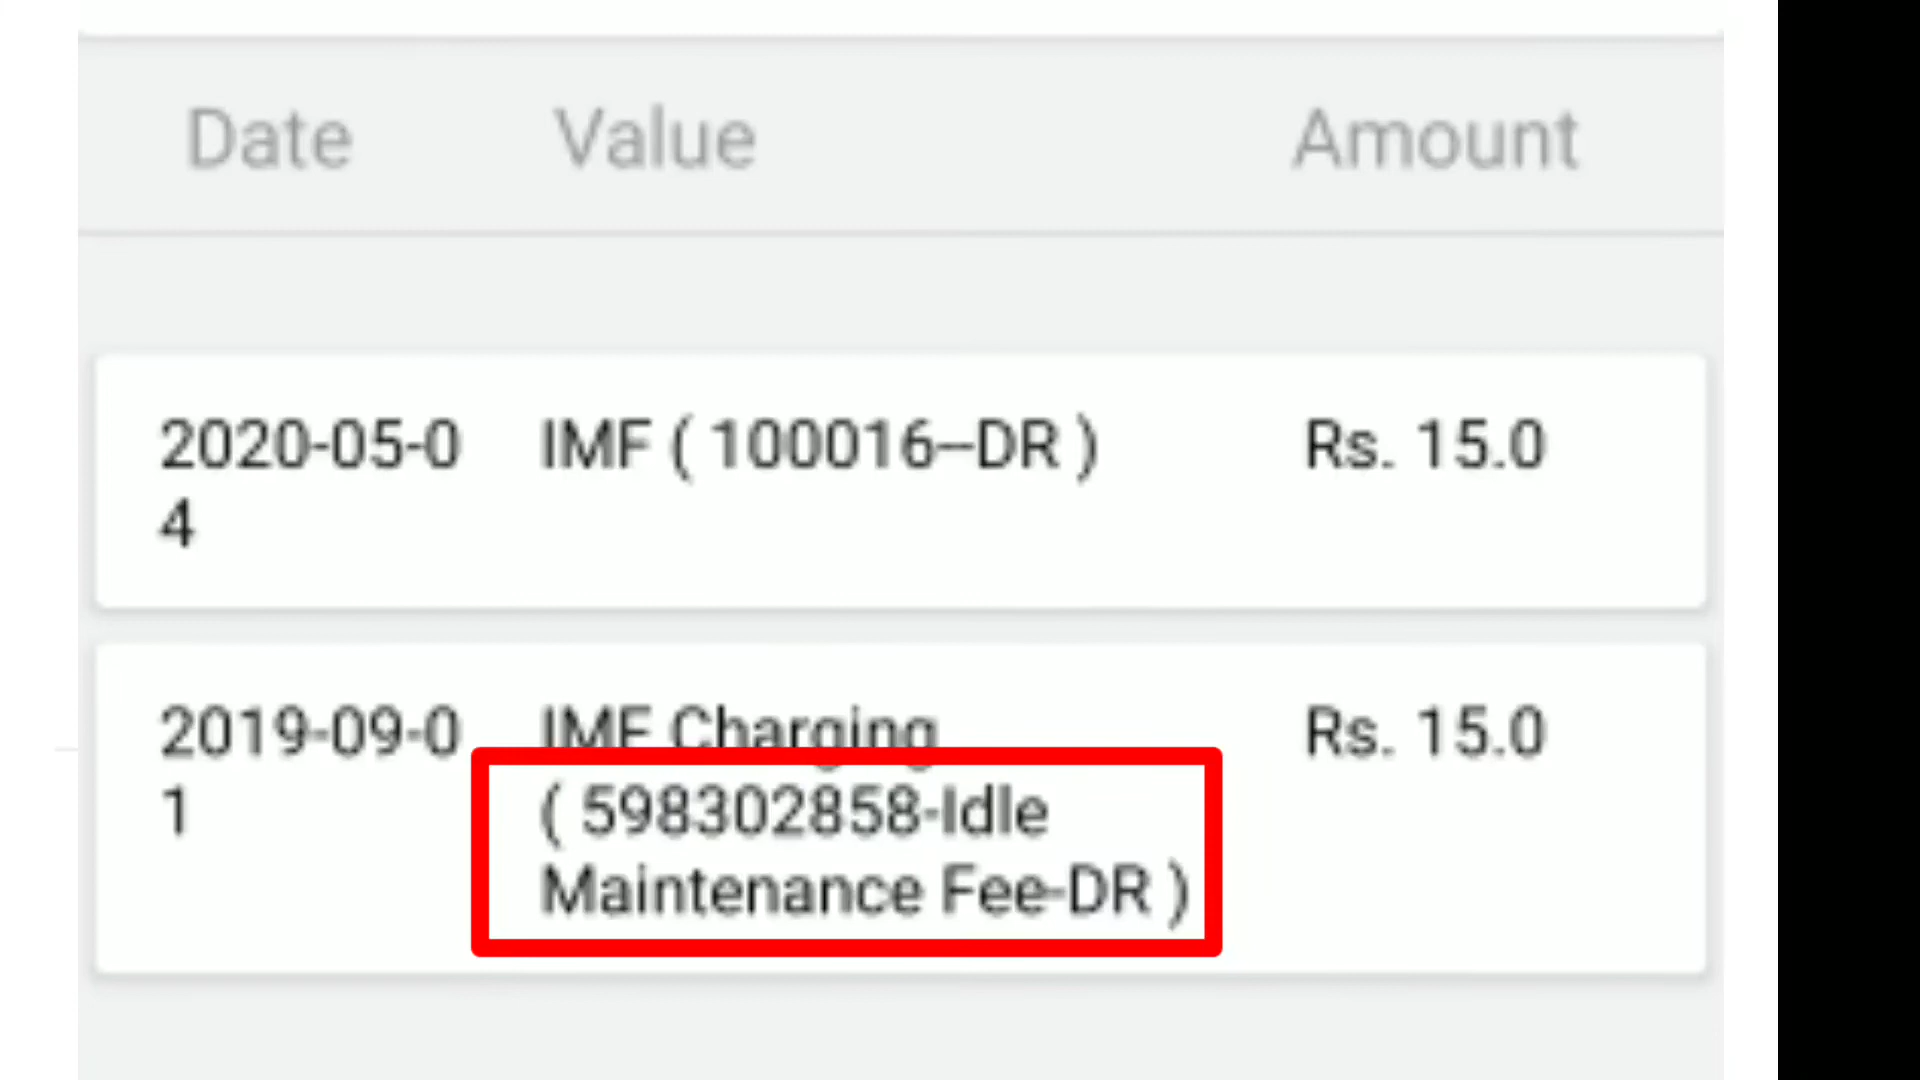 Date Value Amount
2020-05-0 IMF ( 100016--DR ) Rs. 15.0
4
2019-09-0 IMF Charging Rs. 15.0
1 ( 598302858-Idle
Maintenance Fee-DR )